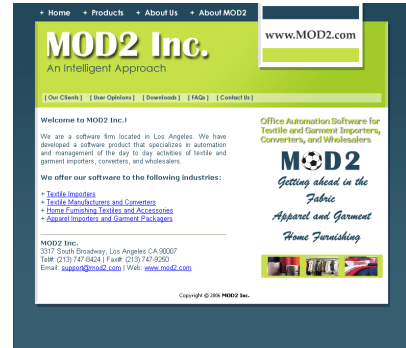 + Home + Products + About Us + About MOD2
www.MOD2.com
MOD2 Inc.
An Intelligent Approach
[ Our Clients ] [ User Opinions ] [ Downloads ] [ FAQs ] [ Contact Us ]
Welcome to MOD2 Inc.!
We are a software firm located in Los Angeles. We have
developed a software product that specializes in automation
and management of the day to day activities of textile and
garment importers, converters, and wholesalers.
We offer our software to the following industries:
+ Textile Importers
+ Textile Manufacturers and Converters
+ Home Furnishing Textiles and Accessories
+ Apparel Importers and Garment Packagers
MOD2 Inc.
3317 South Broadway, Los Angeles CA 90007
Tel# (213) 747-8424 | Fax# (213) 747-9260
Email: support@mod2.com | Web: www.mod2.com
Office Automation Software for
Textile and Garment Importers,
Converters, and Wholesalers
MOD2
Getting ahead in the
Fabric
Apparel and Garment
Home Furnishing
Copyright © 2006 MOD2 Inc.